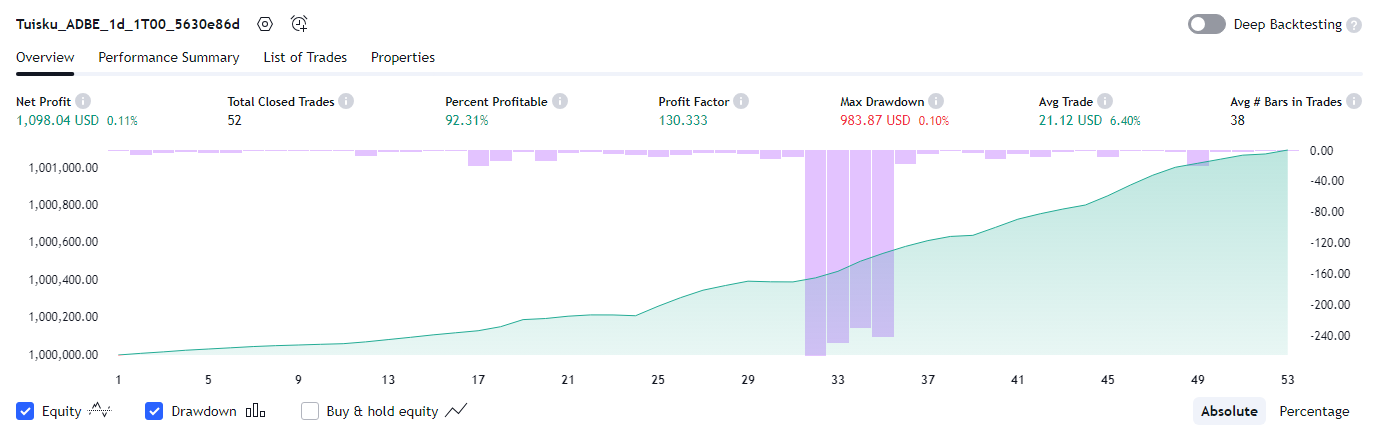 Tuisku_ADBE_1d_1T00_5630e86d
Deep Backtesting ?
Overview Performance Summary List of Trades Properties
Net Profit i Total Closed Trades i Percent Profitable i Profit Factor i Max Drawdown i Avg Trade i Avg # Bars in Trades i
1,098.04 USD 0.11% 52 92.31% 130.333 983.87 USD 0.10% 21.12 USD 6.40% 38
1,001,000.00
1,000,800.00
1,000,600.00
1,000,400.00
1,000,200.00
1,000,000.00
0.00
-40.00
-80.00
-120.00
-160.00
-200.00
-240.00
1 5 9 13 17 21 25 29 33 37 41 45 49 53
Equity Drawdown Buy & hold equity Absolute Percentage